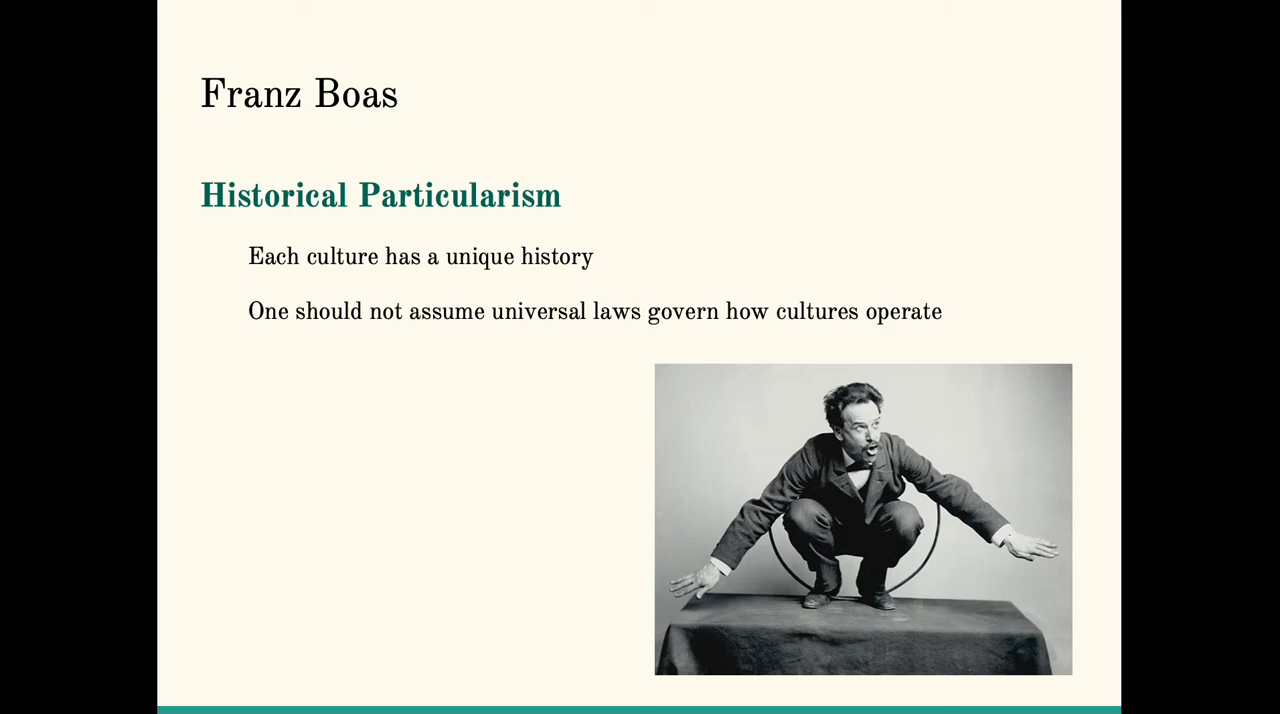 Franz Boas
Historical Particularism
Each culture has a unique history
One should not assume universal laws govern how cultures operate